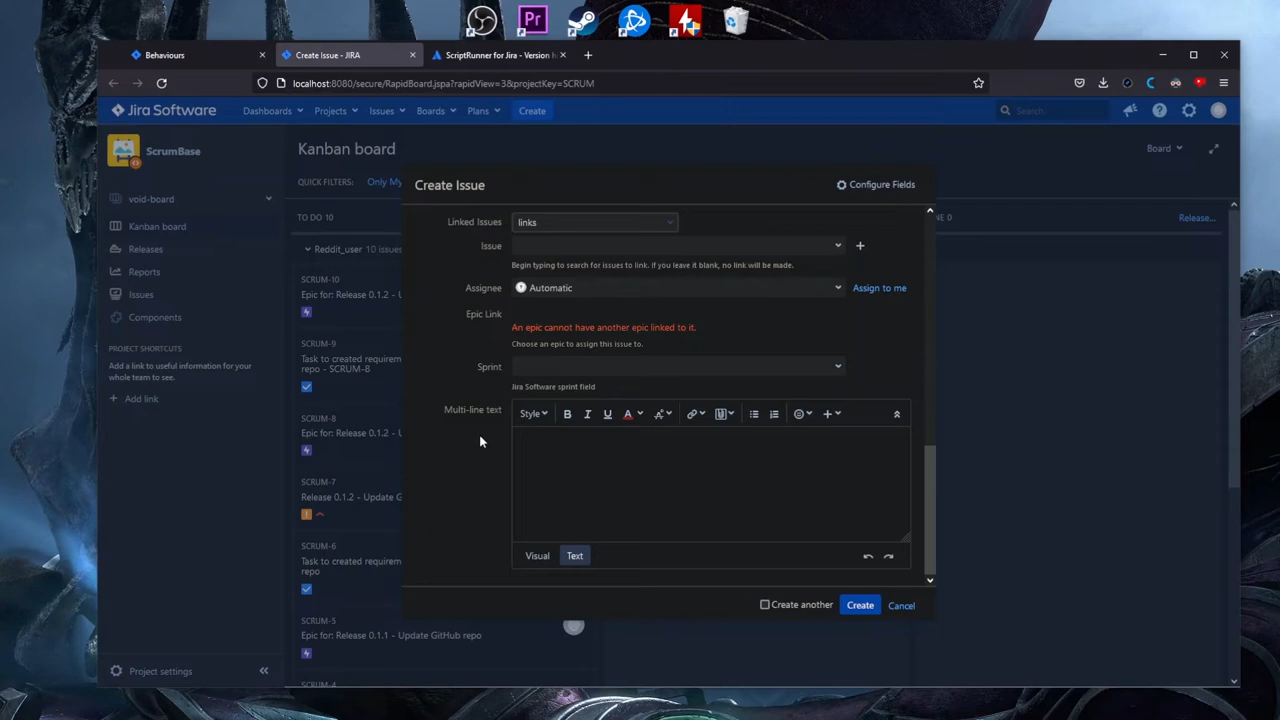 Pr
Behaviours
Create Issue - JIRA
ScriptRunner for Jira - Version h
localhost:8080/secure/RapidBoard.jspa?rapidView=3&projectKey=SCRUM
Jira Software
Dashboards
Projects
Issues
Boards
Plans
Create
Search
ScrumBase
Kanban board
Board
QUICK FILTERS:
Only My
void-board
TO DO 10
NE 0
Release...
Kanban board
Releases
Reports
Issues
Components
PROJECT SHORTCUTS
Add a link to useful information for your
whole team to see.
+ Add link
Project settings
Reddit_user 10 issues
SCRUM-10
Epic for: Release 0.1.2 - U
SCRUM-9
Task to created requirem
repo - SCRUM-8
SCRUM-8
Epic for: Release 0.1.2 - U
SCRUM-7
Release 0.1.2 - Update G
SCRUM-6
Task to created requirem
repo
SCRUM-5
Epic for: Release 0.1.1 - Update GitHub repo
Create Issue
Configure Fields
Linked Issues
links
Issue
Begin typing to search for issues to link. If you leave it blank, no link will be made.
Assignee
Automatic
Assign to me
Epic Link
An epic cannot have another epic linked to it.
Choose an epic to assign this issue to.
Sprint
Jira Software sprint field
Multi-line text
Style
B
I
U
A
Visual
Text
Create another
Create
Cancel